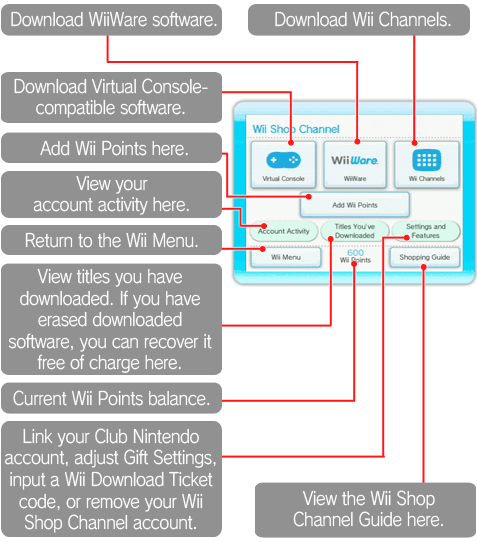 Download WiiWare software.
Download Wii Channels.
Download Virtual Console-
compatible software.
Add Wii Points here.
View your
account activity here.
Return to the Wii Menu.
View titles you have
downloaded. If you have
erased downloaded
software, you can recover it
free of charge here.
Current Wii Points balance.
Link your Club Nintendo
account, adjust Gift Settings,
input a Wii Download Ticket
code, or remove your Wii
Shop Channel account.
Wii Shop Channel
WiiWare
Virtual Console
WiiWare
Wii Channels
Add Wii Points
Account Activity
Titles You've
Downloaded
Settings and
Features
Wii Menu
600
Wii Points
Shopping Guide
View the Wii Shop
Channel Guide here.